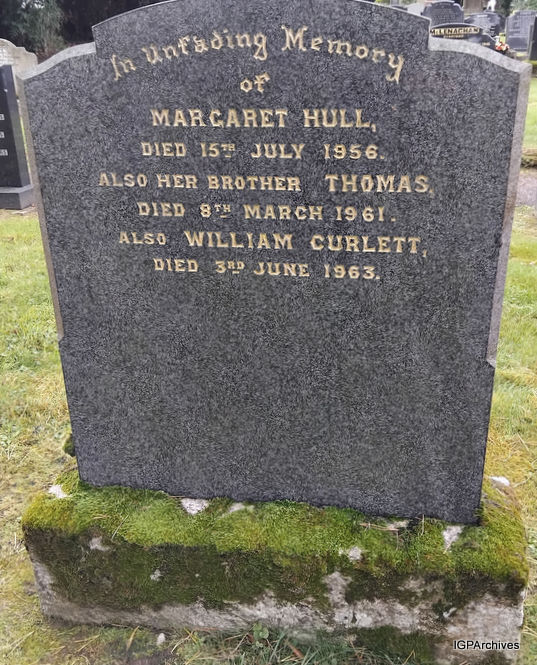 McLENACHAN
In Unfading Memory
of
MARGARET HULL,
DIED 15TH JULY 1956.
ALSO HER BROTHER THOMAS,
DIED 8TH MARCH 1961.
ALSO WILLIAM CURLETT,
DIED 3RD JUNE 1963.
IGPArchives